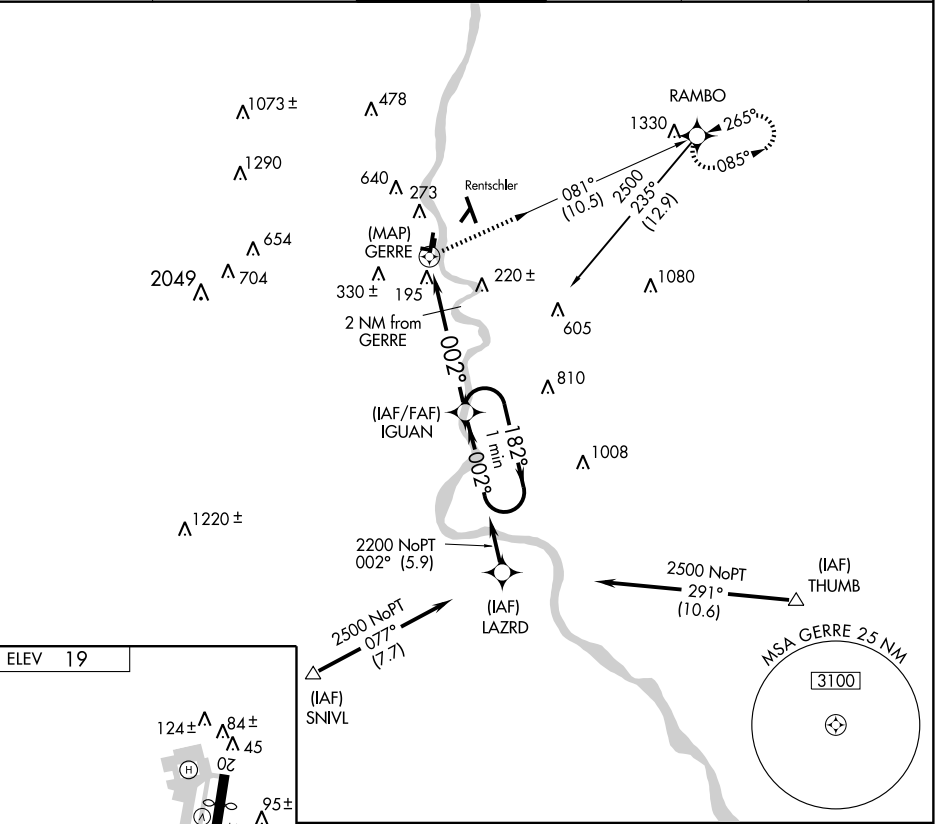 1073 ±
478
RAMBO
1330
265°
085°
1290
640
273
Rentschler
081°
(10.5)
2500
235°
(12.9)
(MAP)
GERRE
654
704
2049
330 ±
195
220 ±
1080
2 NM from
GERRE
605
002°
810
(IAF/FAF)
IGUAN
1 min
182°
002°
1008
1220 ±
2200 NoPT
002° (5.9)
2500 NoPT
291°
(10.6)
(IAF)
THUMB
(IAF)
LAZRD
2500 NoPT
077°
(7.7)
(IAF)
SNIVL
MSA GERRE 25 NM
3100
ELEV 19
124 ±
84 ±
45
20
H
A
95 ±